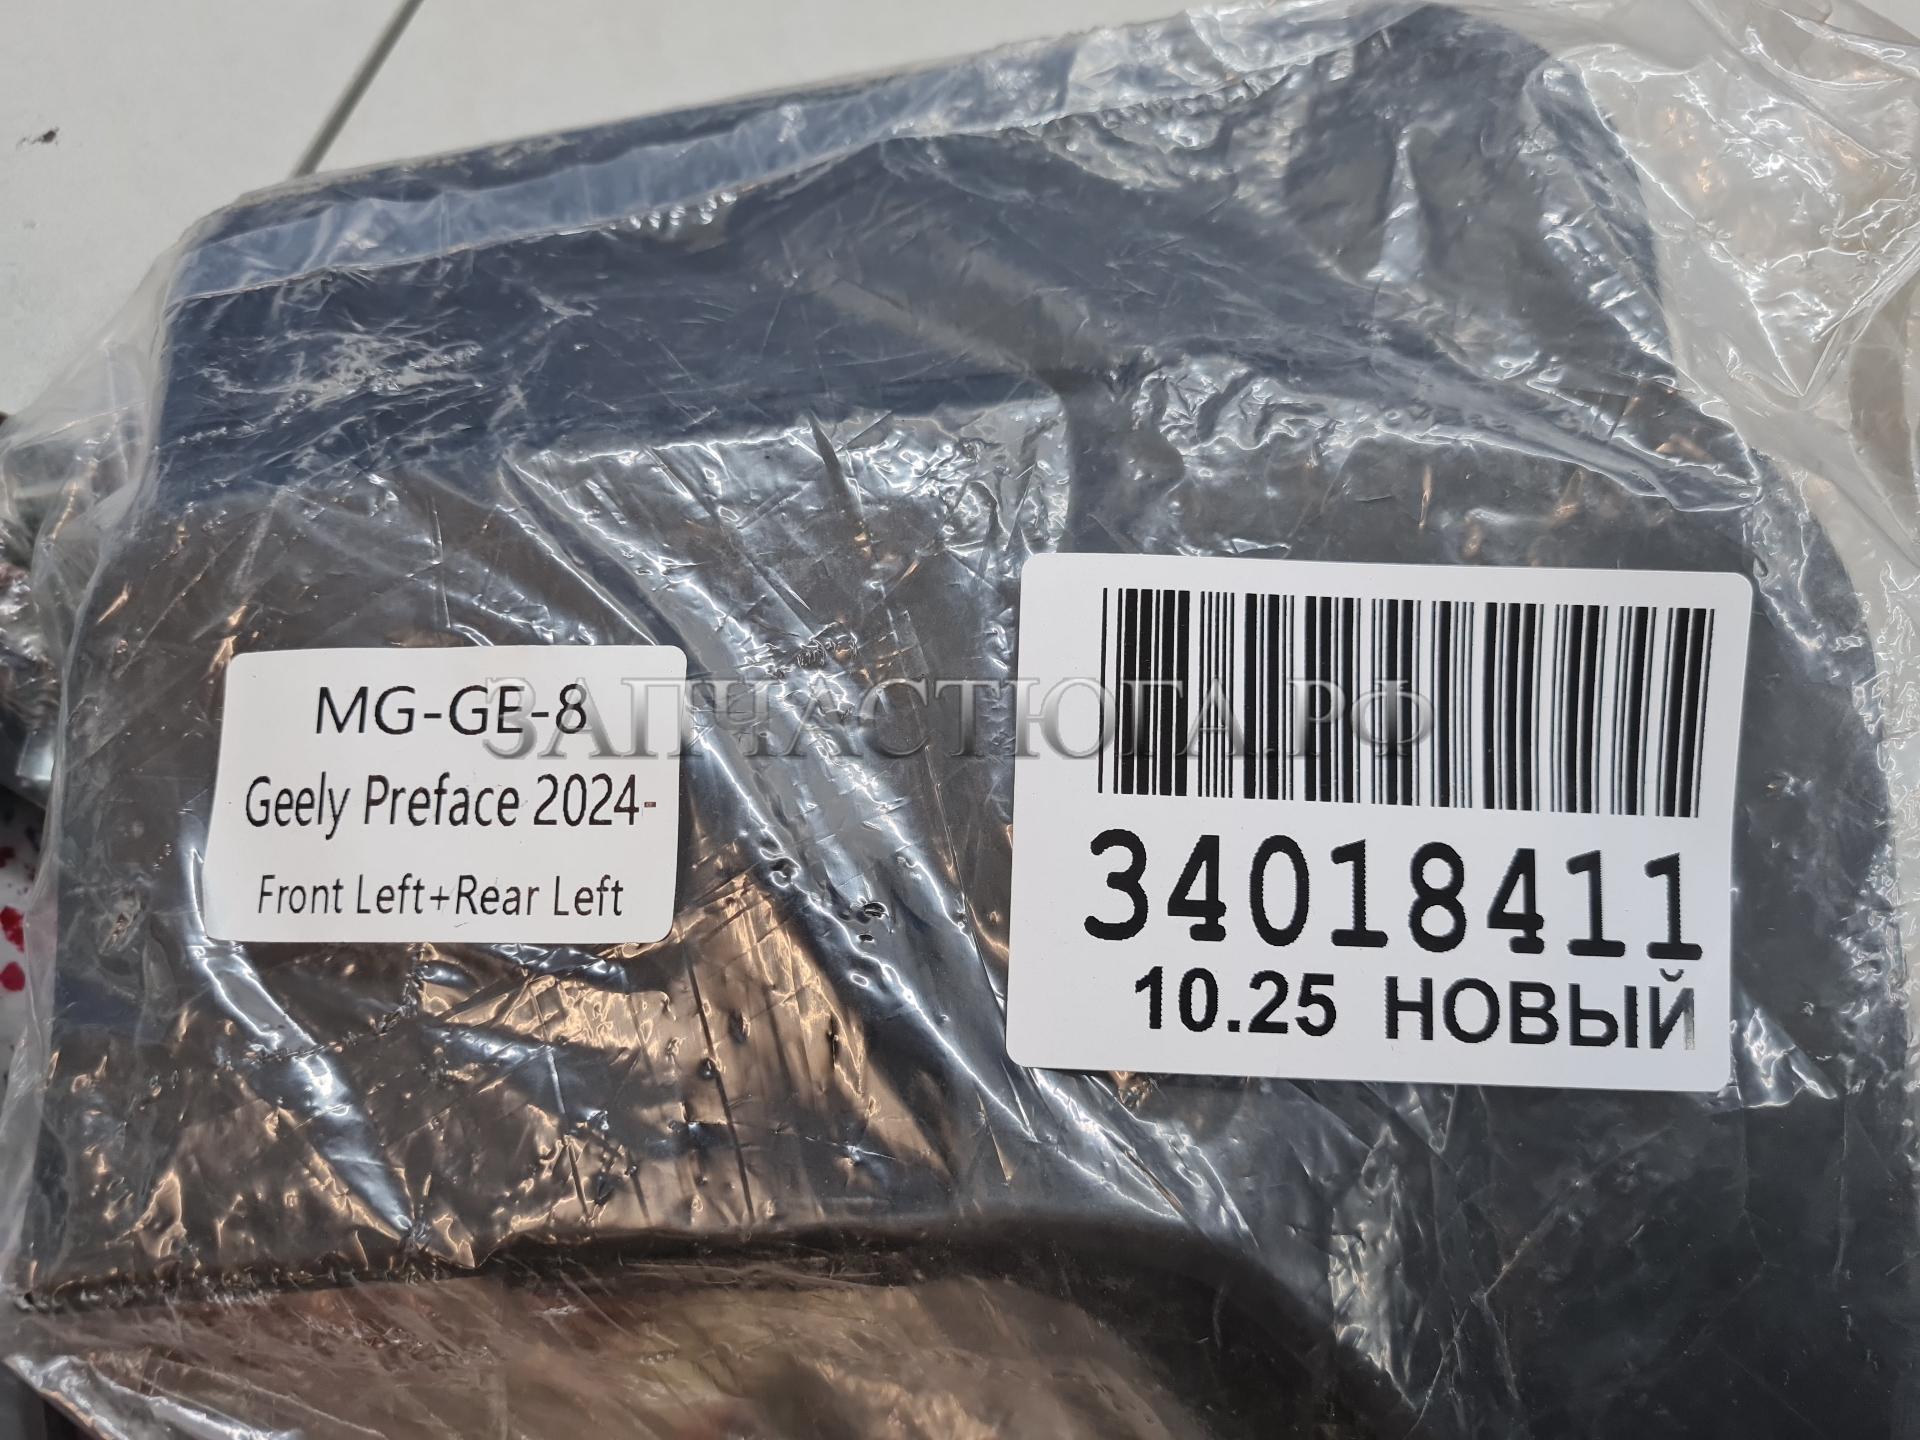 MG-GE-8
Geely Preface 2024-
Front Left+Rear Left
ЗАПЧАСТЮГА.РФ
34018411
10.25 НОВЫЙ